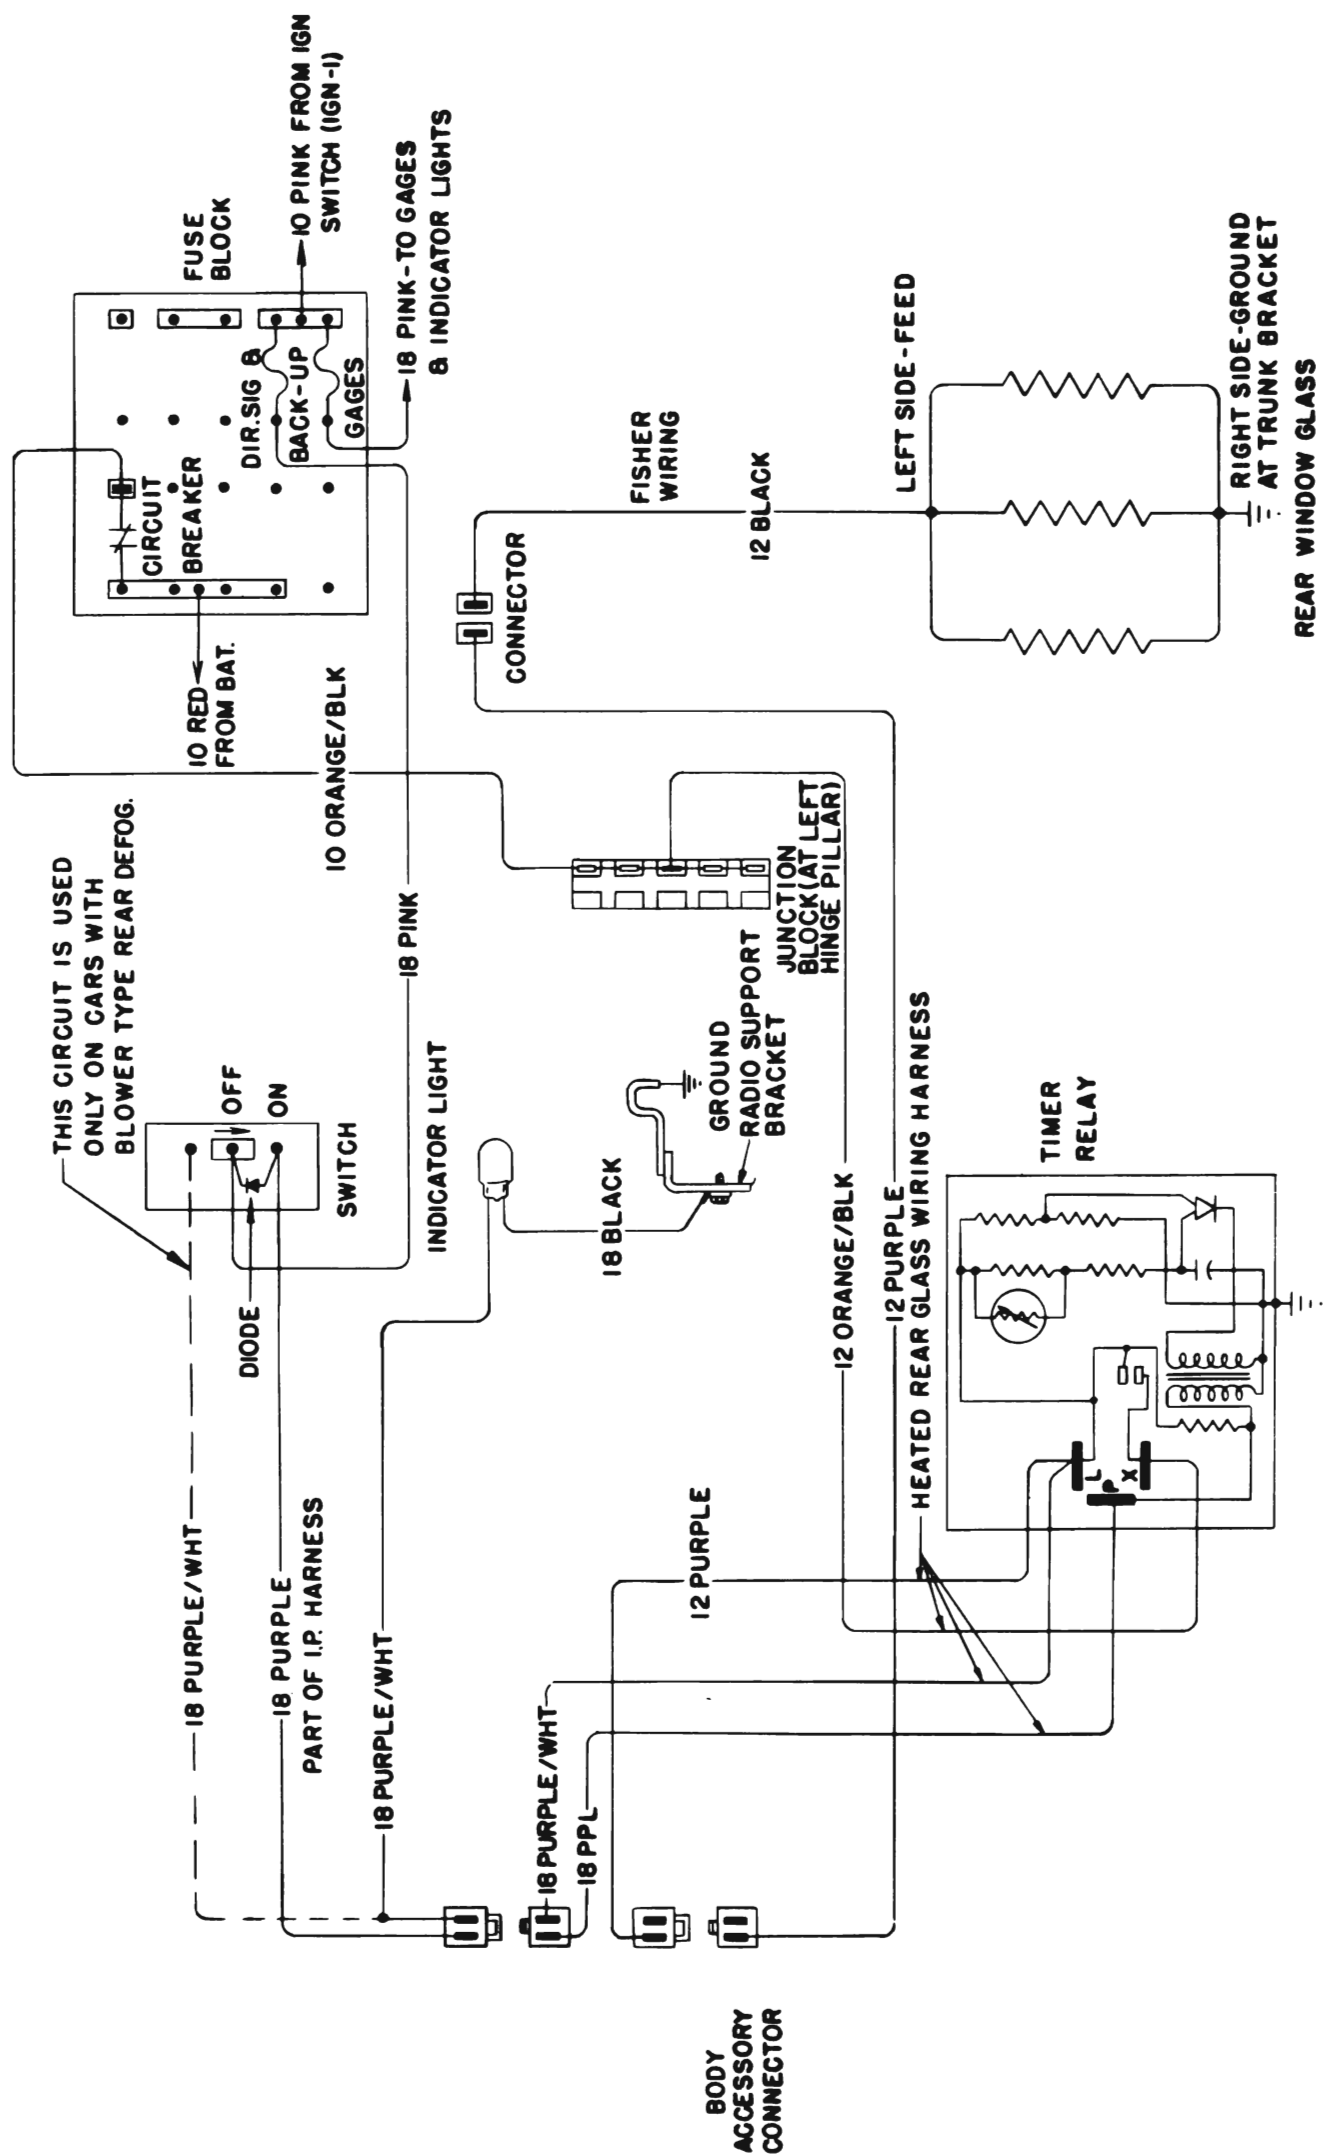 THIS CIRCUIT IS USED
ONLY ON CARS WITH
BLOWER TYPE REAR DEFOG.
OFF
ON
SWITCH
DIODE
18 PURPLE/WHT
18 PURPLE
PART OF I.P. HARNESS
18 PURPLE/WHT
INDICATOR LIGHT
18 BLACK
GROUND
RADIO SUPPORT
BRACKET
10 RED
FROM BAT.
CIRCUIT
BREAKER
DIR.SIG &
BACK-UP
GAGES
FUSE
BLOCK
10 PINK FROM IGN
SWITCH (IGN-1)
18 PINK-TO GAGES
& INDICATOR LIGHTS
10 ORANGE/BLK
18 PINK
CONNECTOR
FISHER
WIRING
12 BLACK
JUNCTION
BLOCK(AT LEFT
HINGE PILLAR)
LEFT SIDE-FEED
RIGHT SIDE-GROUND
AT TRUNK BRACKET
REAR WINDOW GLASS
18 PURPLE/WHT
18 PPL
12 PURPLE
12 ORANGE/BLK
12 PURPLE
HEATED REAR GLASS WIRING HARNESS
TIMER
RELAY
L
P
X
BODY
ACCESSORY
CONNECTOR